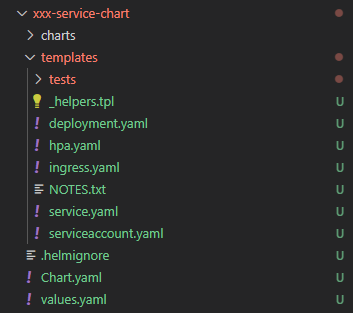 xxx-service-chart
charts
templates
tests
_helpers.tpl U
! deployment.yaml U
! hpa.yaml U
! ingress.yaml U
NOTES.txt U
! service.yaml U
! serviceaccount.yaml U
.helmignore U
! Chart.yaml U
! values.yaml U